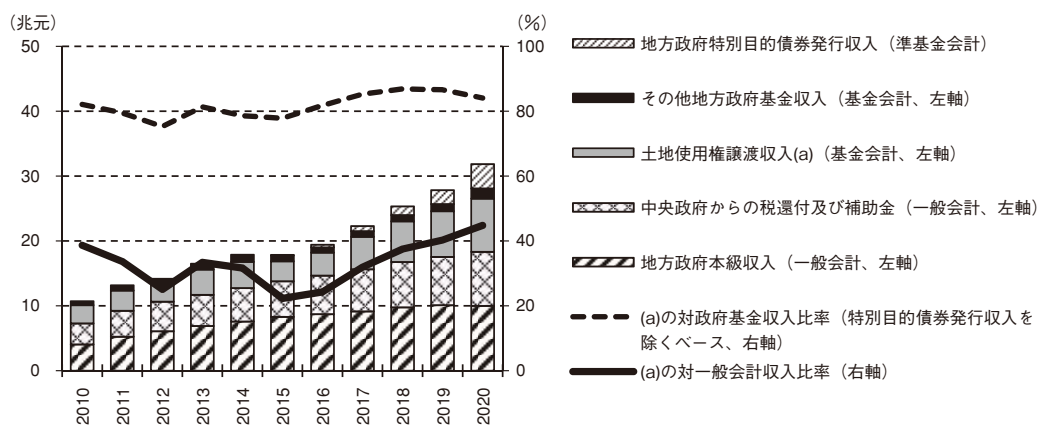 (兆元)
(%)
50
40
30
20
10
0
100
80
60
40
20
0
2010
2011
2012
2013
2014
2015
2016
2017
2018
2019
2020
地方政府特別目的債券発行収入（準基金会計）
その他地方政府基金収入（基金会計、左軸）
土地使用権譲渡収入(a)（基金会計、左軸）
中央政府からの税還付及び補助金（一般会計、左軸）
地方政府本級収入（一般会計、左軸）
(a)の対政府基金収入比率（特別目的債券発行収入を
除くベース、右軸）
(a)の対一般会計収入比率（右軸）